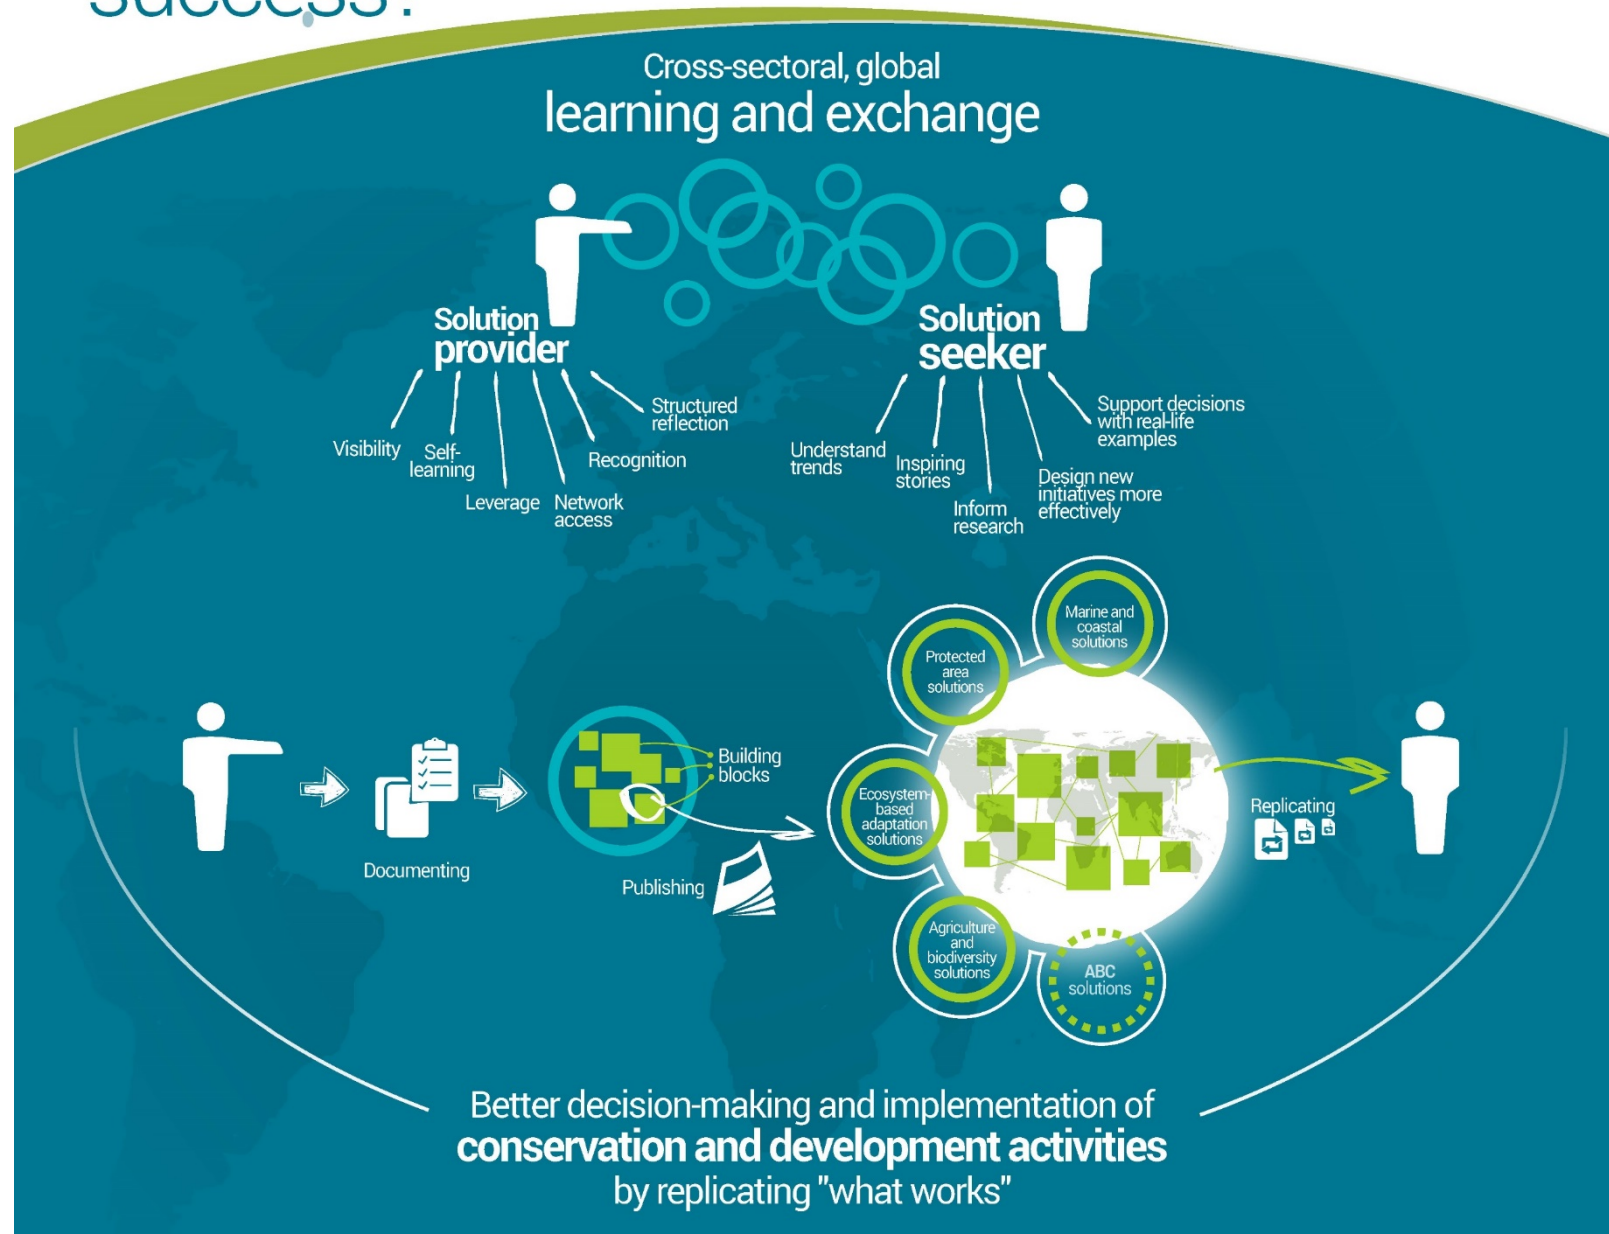 success?
Cross-sectoral, global
learning and exchange
Solution
provider
Visibility
Self-
learning
Leverage
Network
access
Recognition
Structured
reflection
Solution
seeker
Understand
trends
Inspiring
stories
Inform
research
Design new
initiatives more
effectively
Support decisions
with real-life
examples
Documenting
Building
blocks
Publishing
Marine and
coastal
solutions
Protected
area
solutions
Ecosystem-
based
adaptation
solutions
Agriculture
and
biodiversity
solutions
ABC
solutions
Replicating
Better decision-making and implementation of
conservation and development activities
by replicating "what works"